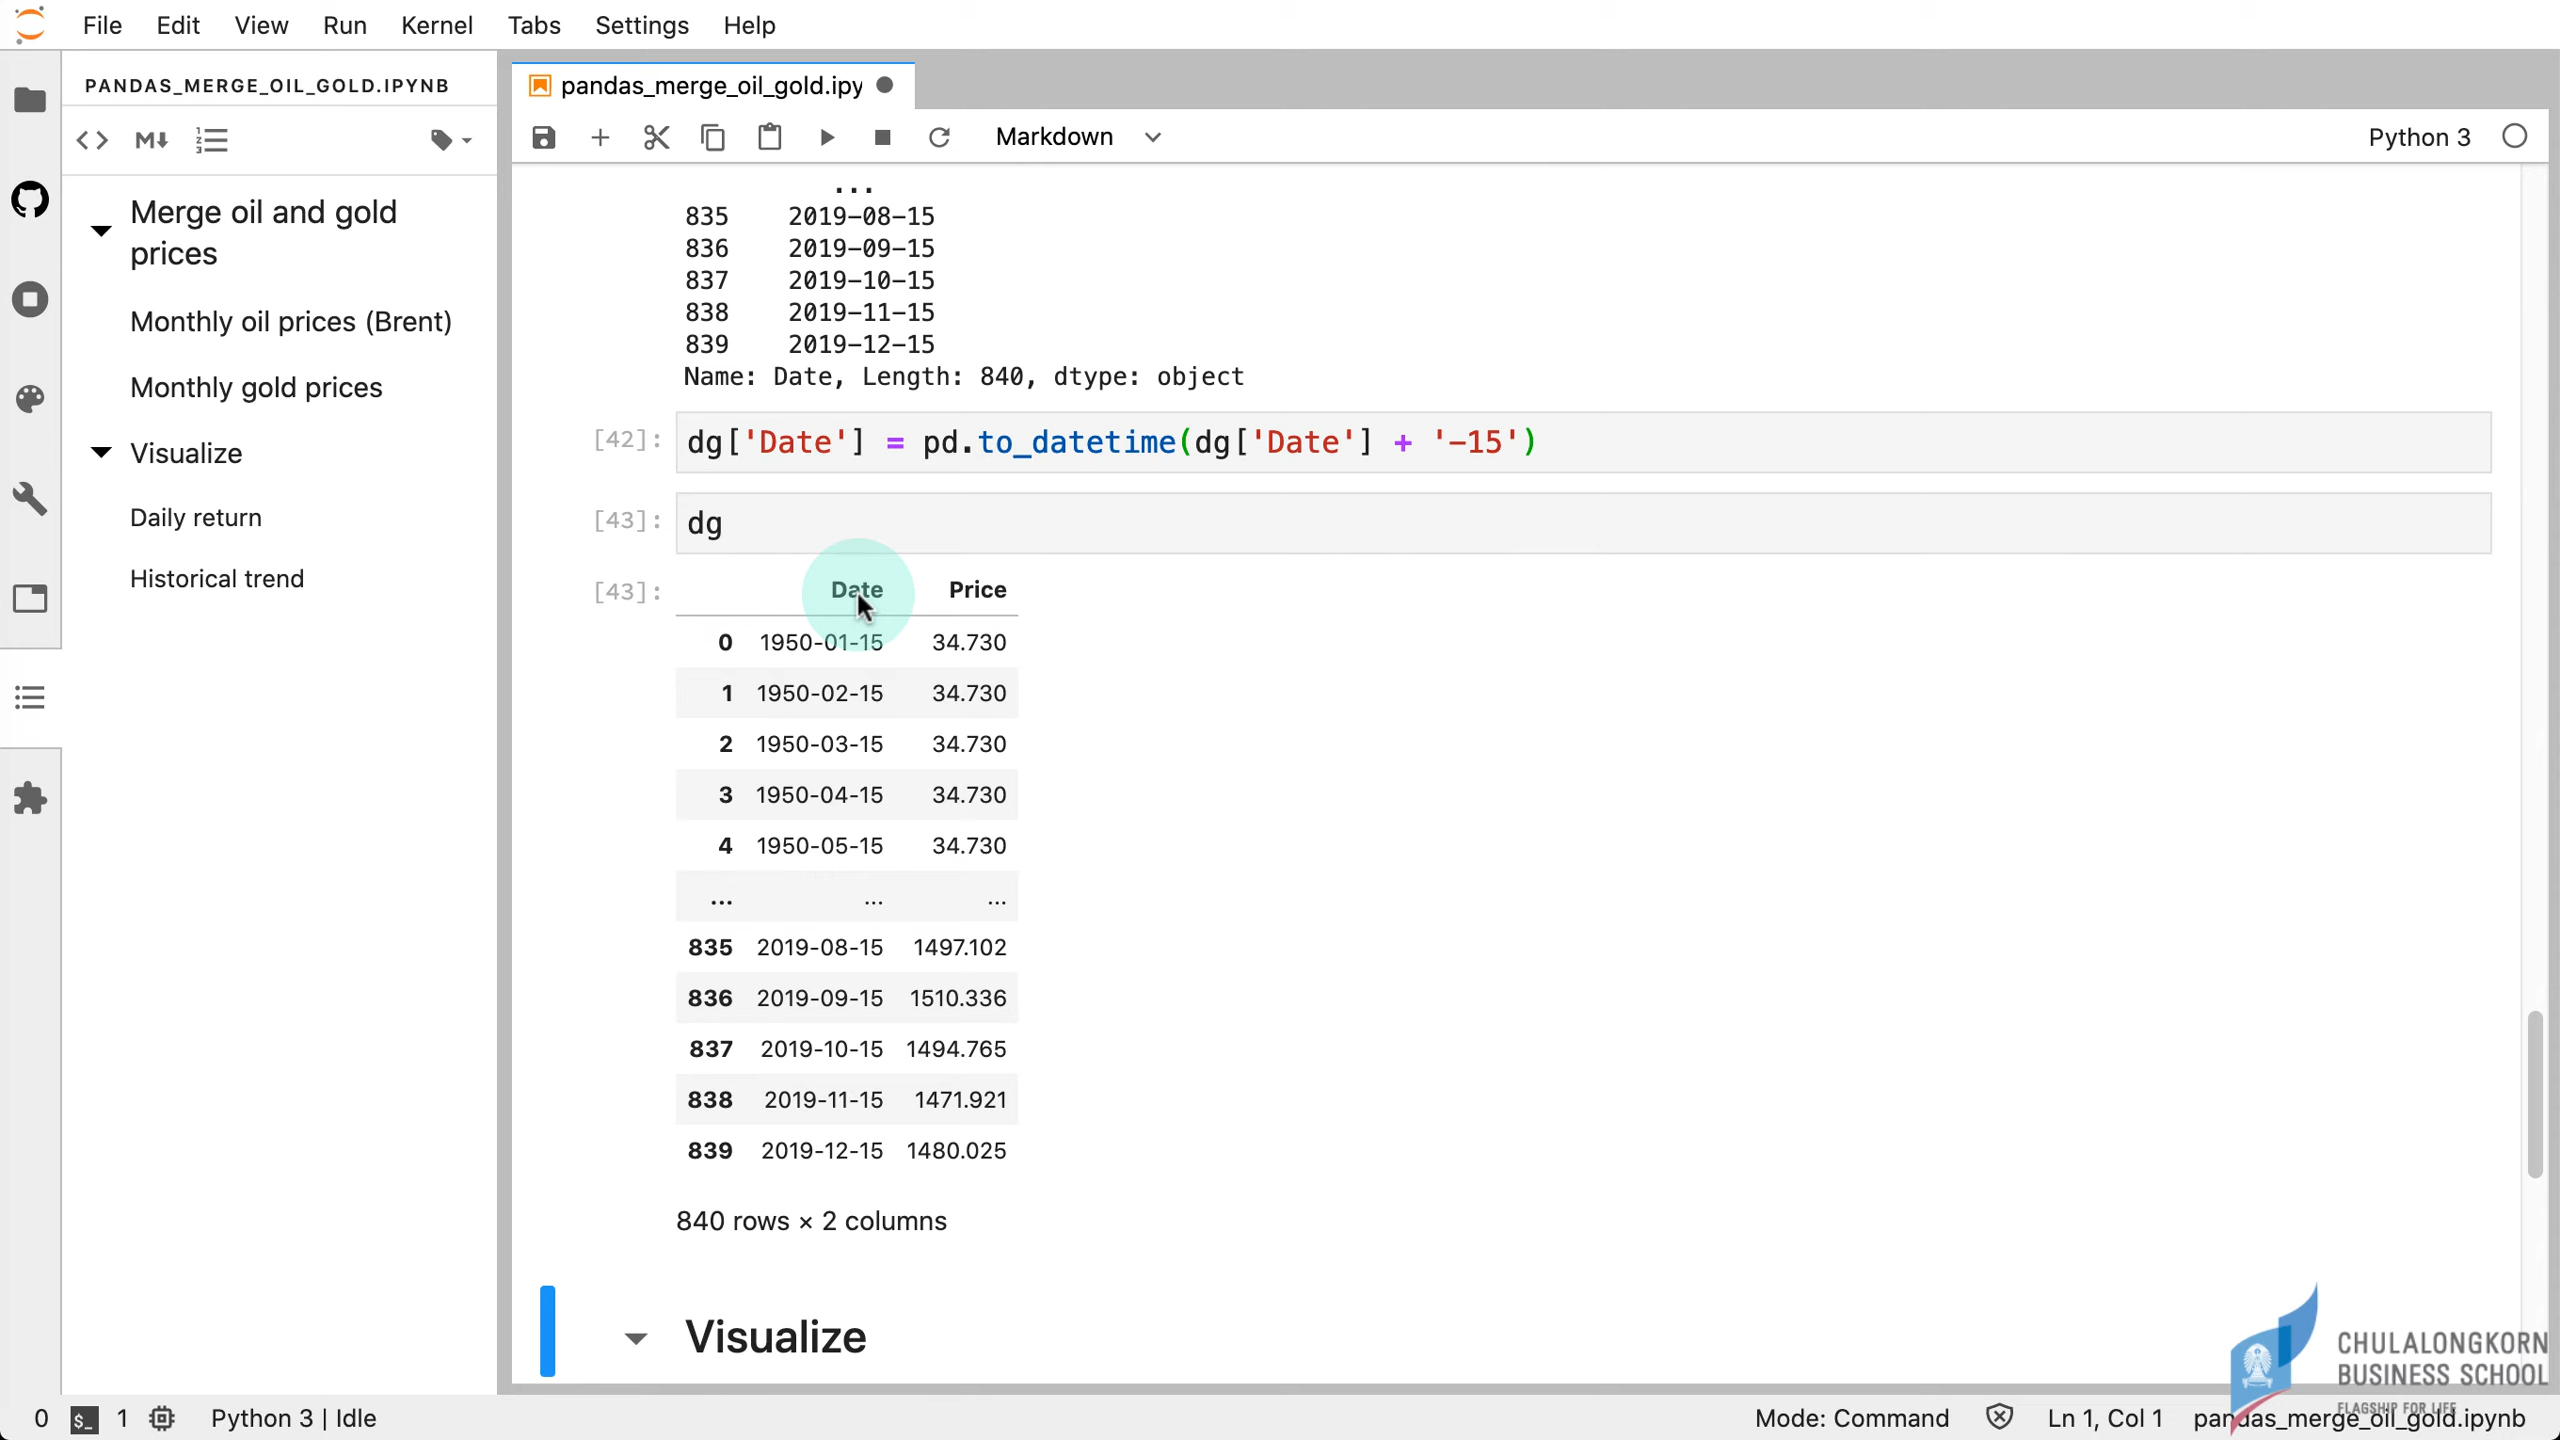 File Edit View Run Kernel Tabs Settings Help
PANDAS_MERGE_OIL_GOLD.IPYNB
Merge oil and gold
prices
Monthly oil prices (Brent)
Monthly gold prices
Visualize
Daily return
Historical trend
pandas_merge_oil_gold.ipy
Markdown
Python 3
...
835 2019-08-15
836 2019-09-15
837 2019-10-15
838 2019-11-15
839 2019-12-15
Name: Date, Length: 840, dtype: object
[42]: dg['Date'] = pd.to_datetime(dg['Date'] + '-15')
[43]: dg
[43]: Date Price
0 1950-01-15 34.730
1 1950-02-15 34.730
2 1950-03-15 34.730
3 1950-04-15 34.730
4 1950-05-15 34.730
... ... ...
835 2019-08-15 1497.102
836 2019-09-15 1510.336
837 2019-10-15 1494.765
838 2019-11-15 1471.921
839 2019-12-15 1480.025
840 rows × 2 columns
Visualize
CHULALONGKORN
BUSINESS SCHOOL
FLAGSHIP FOR LIFE
0 $_ 1 Python 3 | Idle Mode: Command Ln 1, Col 1 pandas_merge_oil_gold.ipynb